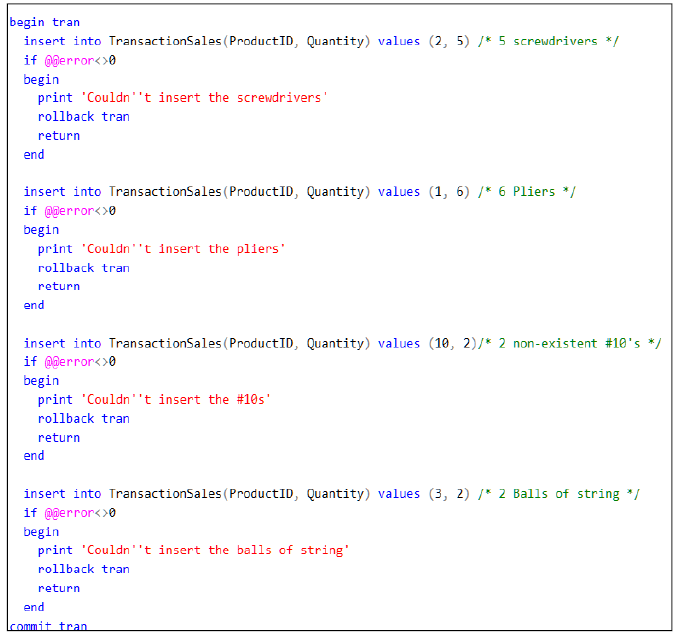 begin tran
insert into TransactionSales(ProductID, Quantity) values (2, 5) /* 5 screwdrivers */
if @@error<>0
begin
print 'Couldn''t insert the screwdrivers'
rollback tran
return
end
insert into TransactionSales(ProductID, Quantity) values (1, 6) /* 6 Pliers */
if @@error<>0
begin
print 'Couldn''t insert the pliers'
rollback tran
return
end
insert into TransactionSales(ProductID, Quantity) values (10, 2)/* 2 non-existent #10's */
if @@error<>0
begin
print 'Couldn''t insert the #10s'
rollback tran
return
end
insert into TransactionSales(ProductID, Quantity) values (3, 2) /* 2 Balls of string */
if @@error<>0
begin
print 'Couldn''t insert the balls of string'
rollback tran
return
end
commit tran